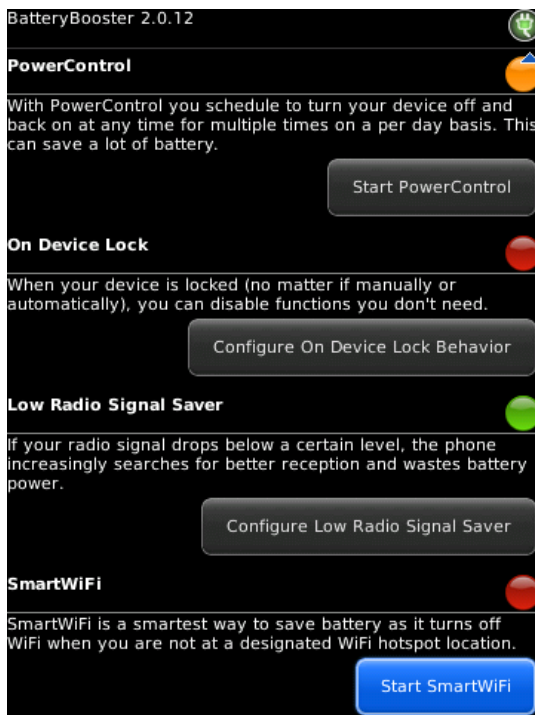 BatteryBooster 2.0.12
PowerControl
With PowerControl you schedule to turn your device off and
back on at any time for multiple times on a per day basis. This
can save a lot of battery.
Start PowerControl
On Device Lock
When your device is locked (no matter if manually or
automatically), you can disable functions you don't need.
Configure On Device Lock Behavior
Low Radio Signal Saver
If your radio signal drops below a certain level, the phone
increasingly searches for better reception and wastes battery
power.
Configure Low Radio Signal Saver
SmartWiFi
SmartWiFi is a smartest way to save battery as it turns off
WiFi when you are not at a designated WiFi hotspot location.
Start SmartWiFi